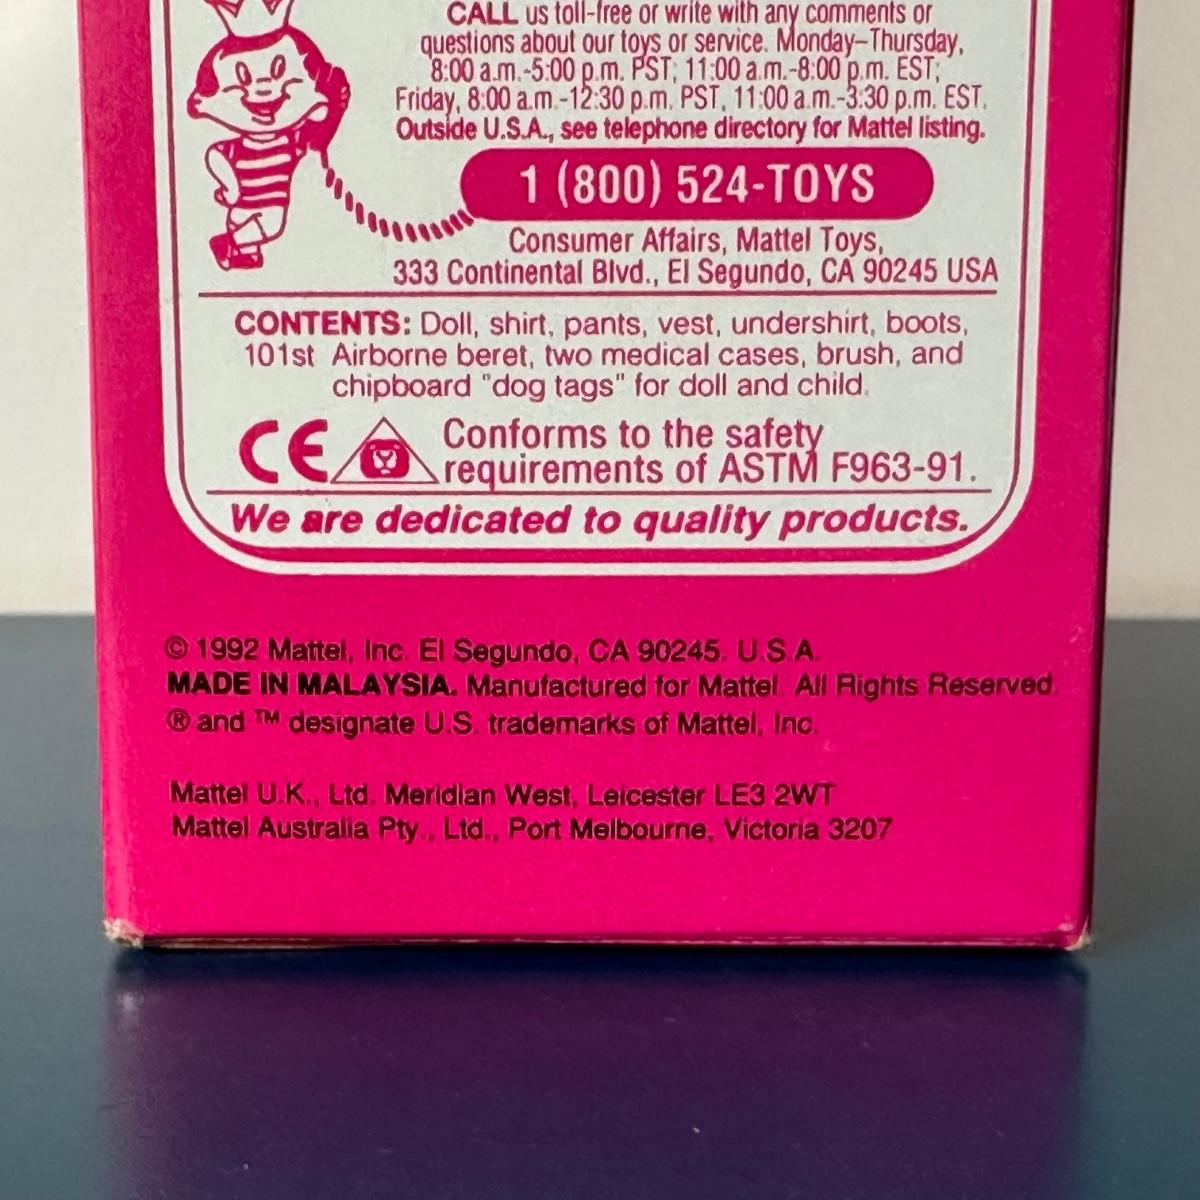 CALL us toll-free or write with any comments or
questions about our toys or service. Monday–Thursday,
8:00 a.m.-5:00 p.m. PST; 11:00 a.m.-8:00 p.m. EST;
Friday, 8:00 a.m.-12:30 p.m. PST, 11:00 a.m.-3:30 p.m. EST.
Outside U.S.A., see telephone directory for Mattel listing.
1 (800) 524-TOYS
Consumer Affairs, Mattel Toys,
333 Continental Blvd., El Segundo, CA 90245 USA
CONTENTS: Doll, shirt, pants, vest, undershirt, boots,
101st Airborne beret, two medical cases, brush, and
chipboard "dog tags" for doll and child.
CE Conforms to the safety
requirements of ASTM F963-91.
We are dedicated to quality products.
© 1992 Mattel, Inc. El Segundo, CA 90245. U.S.A.
MADE IN MALAYSIA. Manufactured for Mattel. All Rights Reserved.
® and ™ designate U.S. trademarks of Mattel, Inc.
Mattel U.K., Ltd. Meridian West, Leicester LE3 2WT
Mattel Australia Pty., Ltd., Port Melbourne, Victoria 3207